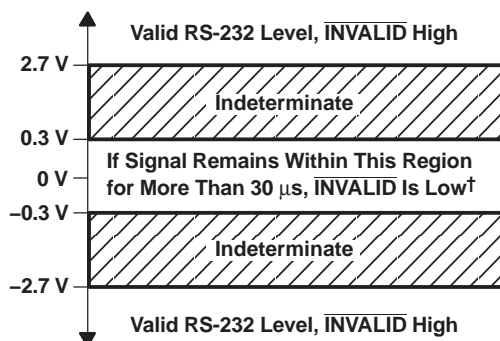 Valid RS-232 Level, INVALID High
2.7 V
Indeterminate
0.3 V
If Signal Remains Within This Region
0 V
for More Than 30 μs, INVALID Is Low†
−0.3 V
Indeterminate
−2.7 V
Valid RS-232 Level, INVALID High